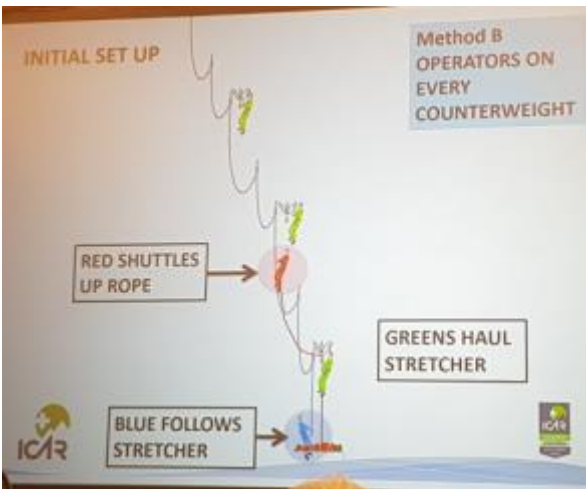 INITIAL SET UP
Method B
OPERATORS ON
EVERY
COUNTERWEIGHT
RED SHUTTLES
UP ROPE
GREENS HAUL
STRETCHER
BLUE FOLLOWS
STRETCHER
ICAR
ICAR